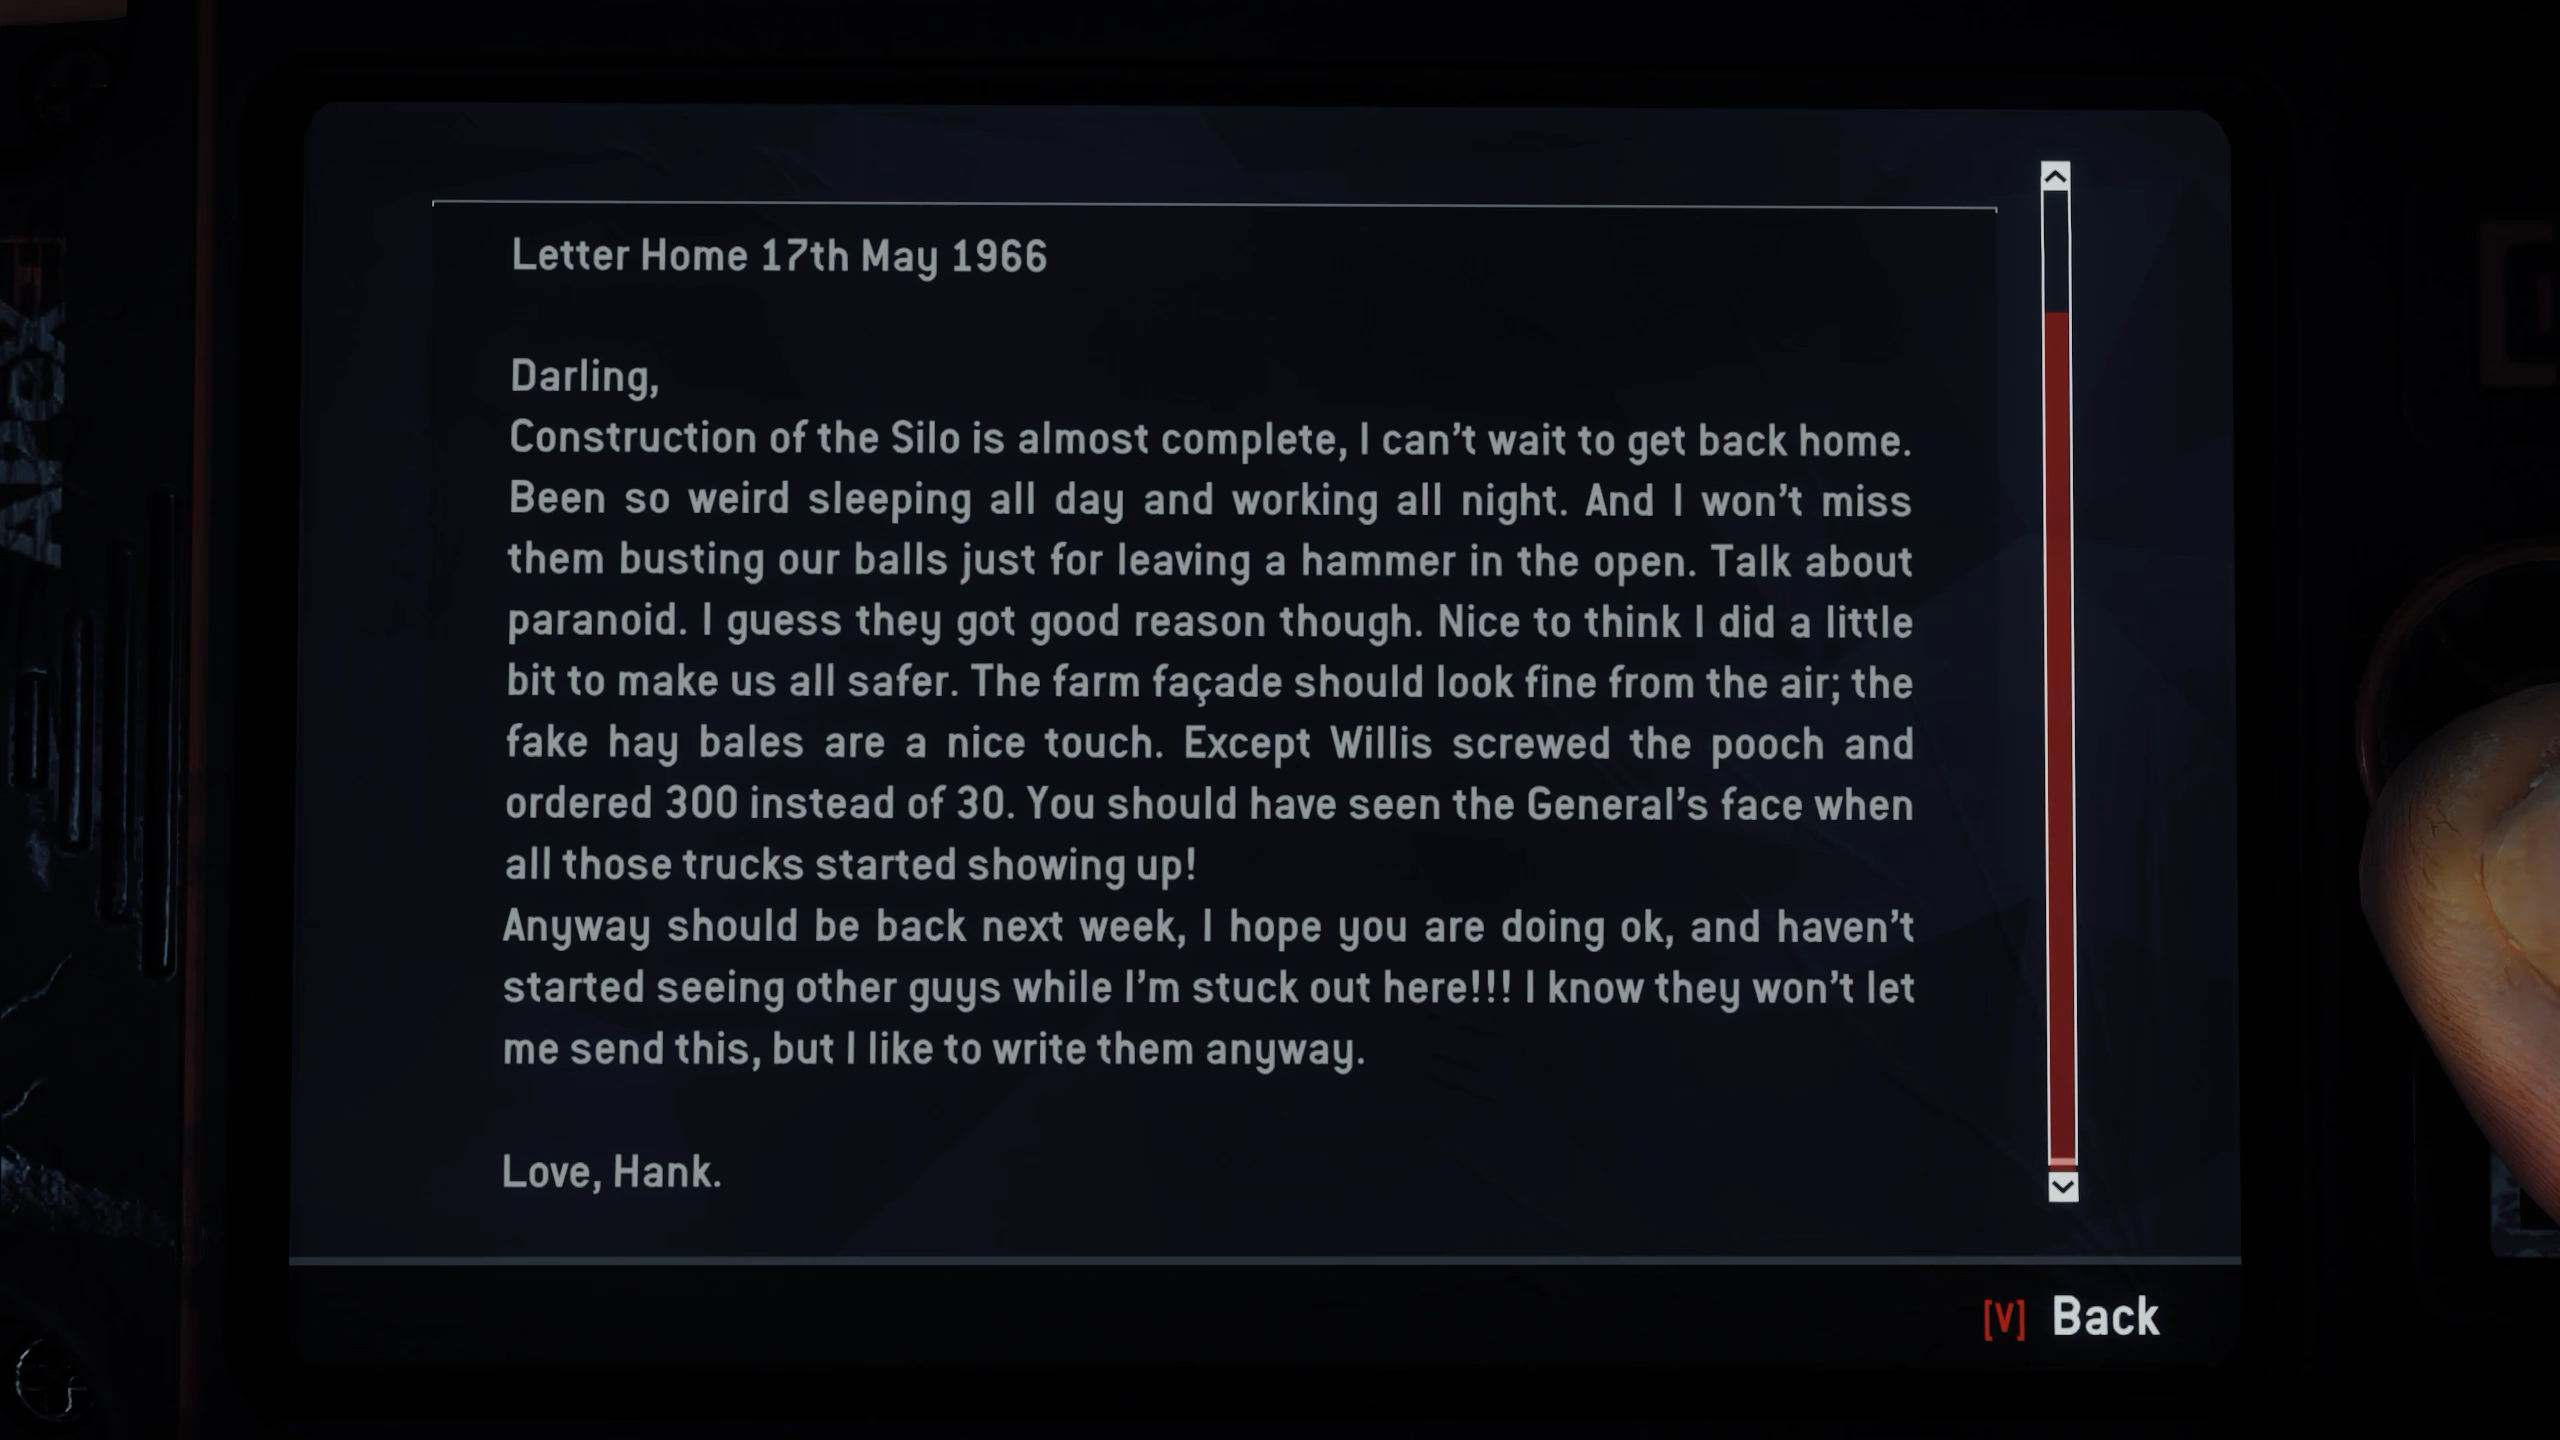 Letter Home 17th May 1966
Darling,
Construction of the Silo is almost complete, I can't wait to get back home.
Been so weird sleeping all day and working all night. And I won't miss
them busting our balls just for leaving a hammer in the open. Talk about
paranoid. I guess they got good reason though. Nice to think I did a little
bit to make us all safer. The farm façade should look fine from the air; the
fake hay bales are a nice touch. Except Willis screwed the pooch and
ordered 300 instead of 30. You should have seen the General's face when
all those trucks started showing up!
Anyway should be back next week, I hope you are doing ok, and haven't
started seeing other guys while I'm stuck out here!!! I know they won't let
me send this, but I like to write them anyway.
Love, Hank.
[V] Back
Apex